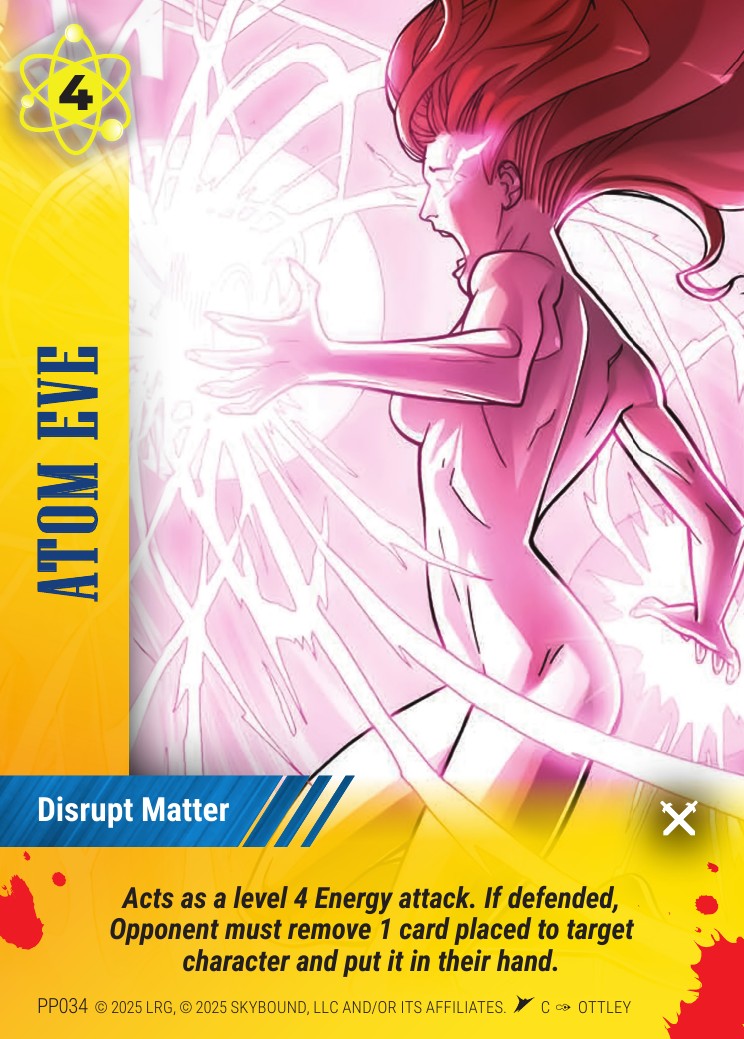 4
ATOM EVE
Disrupt Matter
Acts as a level 4 Energy attack. If defended,
Opponent must remove 1 card placed to target
character and put it in their hand.
PP034 © 2025 LRG, © 2025 SKYBOUND, LLC AND/OR ITS AFFILIATES. C OTTLEY